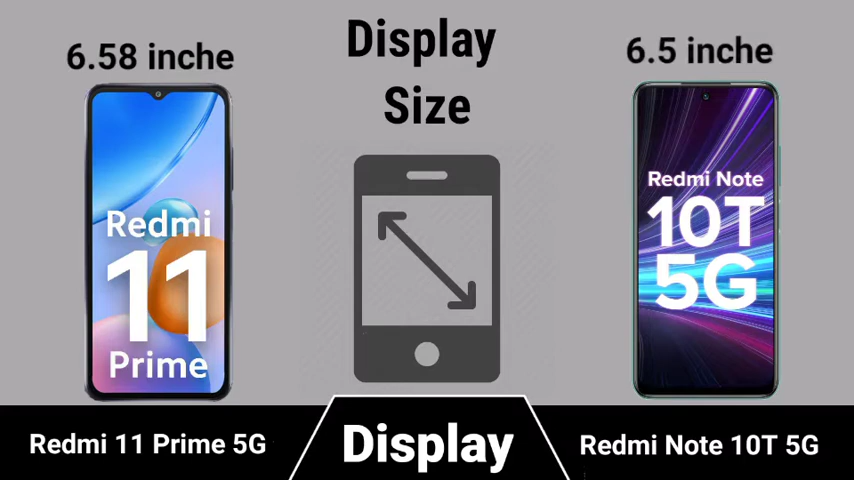 6.58 inche
Display
Size
6.5 inche
Redmi
11
Prime
Redmi Note
10T
5G
Redmi 11 Prime 5G
Display
Redmi Note 10T 5G